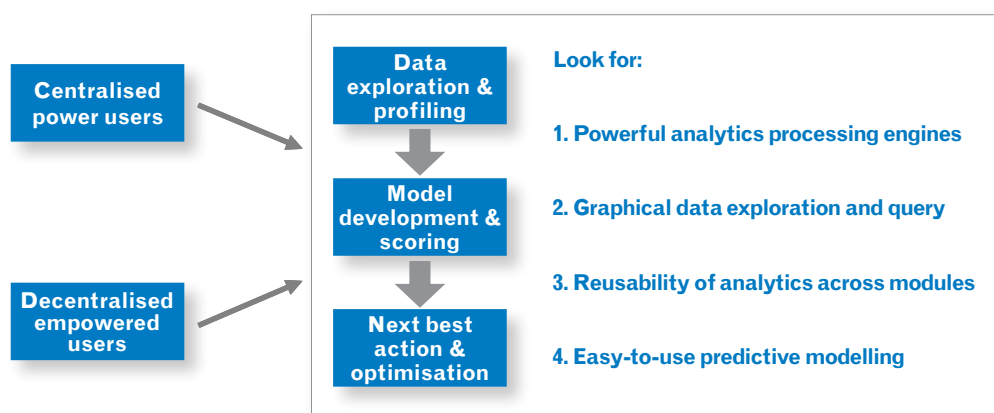 Centralised
power users
Decentralised
empowered
users
Data
exploration &
profiling
Model
development &
scoring
Next best
action &
optimisation
Look for:
1. Powerful analytics processing engines
2. Graphical data exploration and query
3. Reusability of analytics across modules
4. Easy-to-use predictive modelling